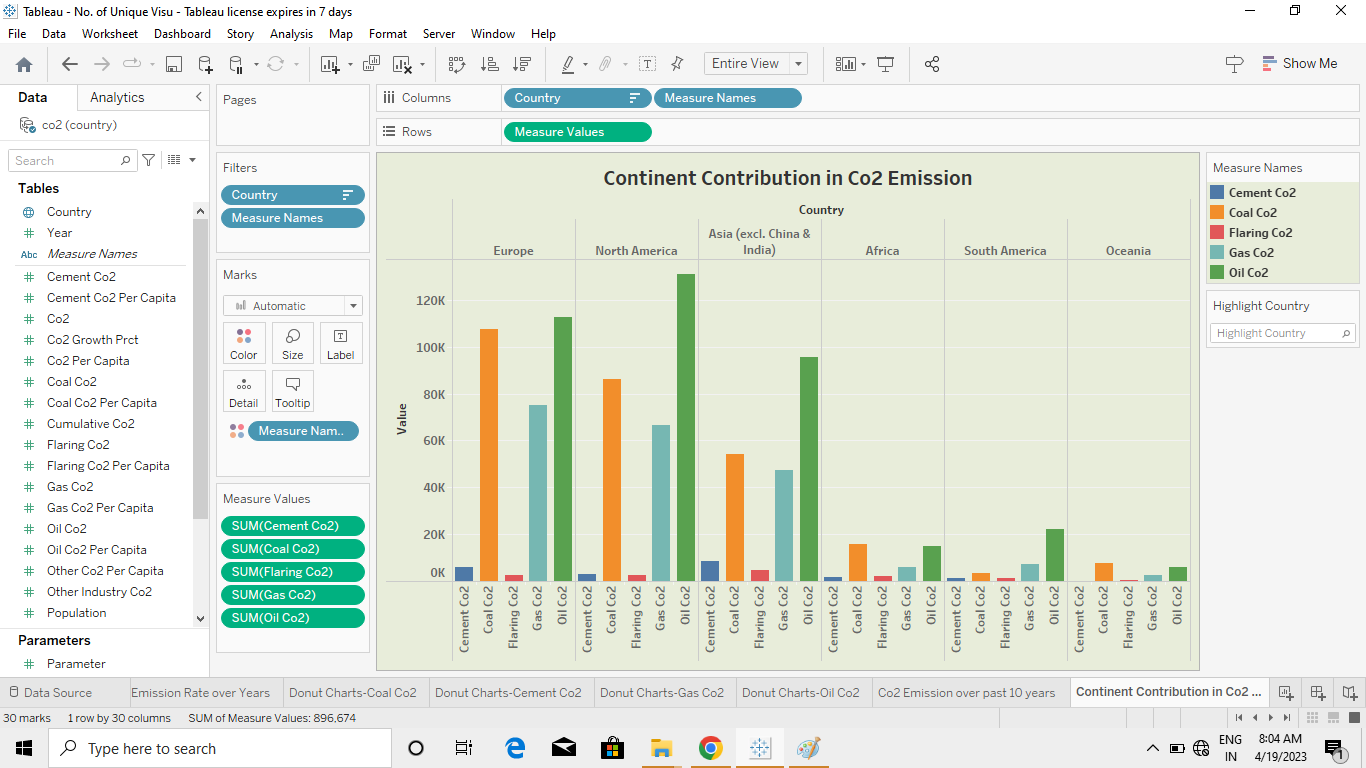 Tableau - No. of Unique Visu - Tableau license expires in 7 days
File Data Worksheet Dashboard Story Analysis Map Format Server Window Help
Entire View
Show Me
Data Analytics
co2 (country)
Search
Tables
Country
Year
Abc Measure Names
Cement Co2
Cement Co2 Per Capita
Co2
Co2 Growth Prct
Co2 Per Capita
Coal Co2
Coal Co2 Per Capita
Cumulative Co2
Flaring Co2
Flaring Co2 Per Capita
Gas Co2
Gas Co2 Per Capita
Oil Co2
Oil Co2 Per Capita
Other Co2 Per Capita
Other Industry Co2
Population
Parameters
Parameter
Pages
Filters
Country
Measure Names
Marks
Automatic
Color Size Label
Detail Tooltip
Measure Nam..
Measure Values
SUM(Cement Co2)
SUM(Coal Co2)
SUM(Flaring Co2)
SUM(Gas Co2)
SUM(Oil Co2)
Columns Country Measure Names
Rows Measure Values
Continent Contribution in Co2 Emission
Country
Europe North America Asia (excl. China & India) Africa South America Oceania
Value
120K
100K
80K
60K
40K
20K
0K
Cement Co2 Coal Co2 Flaring Co2 Gas Co2 Oil Co2 Cement Co2 Coal Co2 Flaring Co2 Gas Co2 Oil Co2 Cement Co2 Coal Co2 Flaring Co2 Gas Co2 Oil Co2 Cement Co2 Coal Co2 Flaring Co2 Gas Co2 Oil Co2 Cement Co2 Coal Co2 Flaring Co2 Gas Co2 Oil Co2 Cement Co2 Coal Co2 Flaring Co2 Gas Co2 Oil Co2
Measure Names
Cement Co2
Coal Co2
Flaring Co2
Gas Co2
Oil Co2
Highlight Country
Highlight Country
Data Source Emission Rate over Years Donut Charts-Coal Co2 Donut Charts-Cement Co2 Donut Charts-Gas Co2 Donut Charts-Oil Co2 Co2 Emission over past 10 years Continent Contribution in Co2 ...
30 marks 1 row by 30 columns SUM of Measure Values: 896,674
Type here to search
ENG 8:04 AM
IN 4/19/2023
1